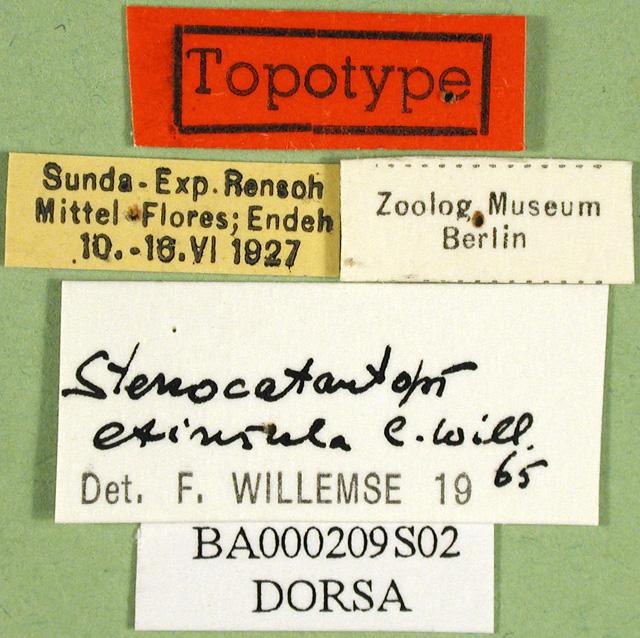 Topotype
Sunda-Exp. Rensch
Mittel-Flores; Endeh
10.-16.VI 1927
Zoolog. Museum
Berlin
Stenocatantops
exinsula C. Will.
Det. F. WILLEMSE 19 65
BA000209S02
DORSA